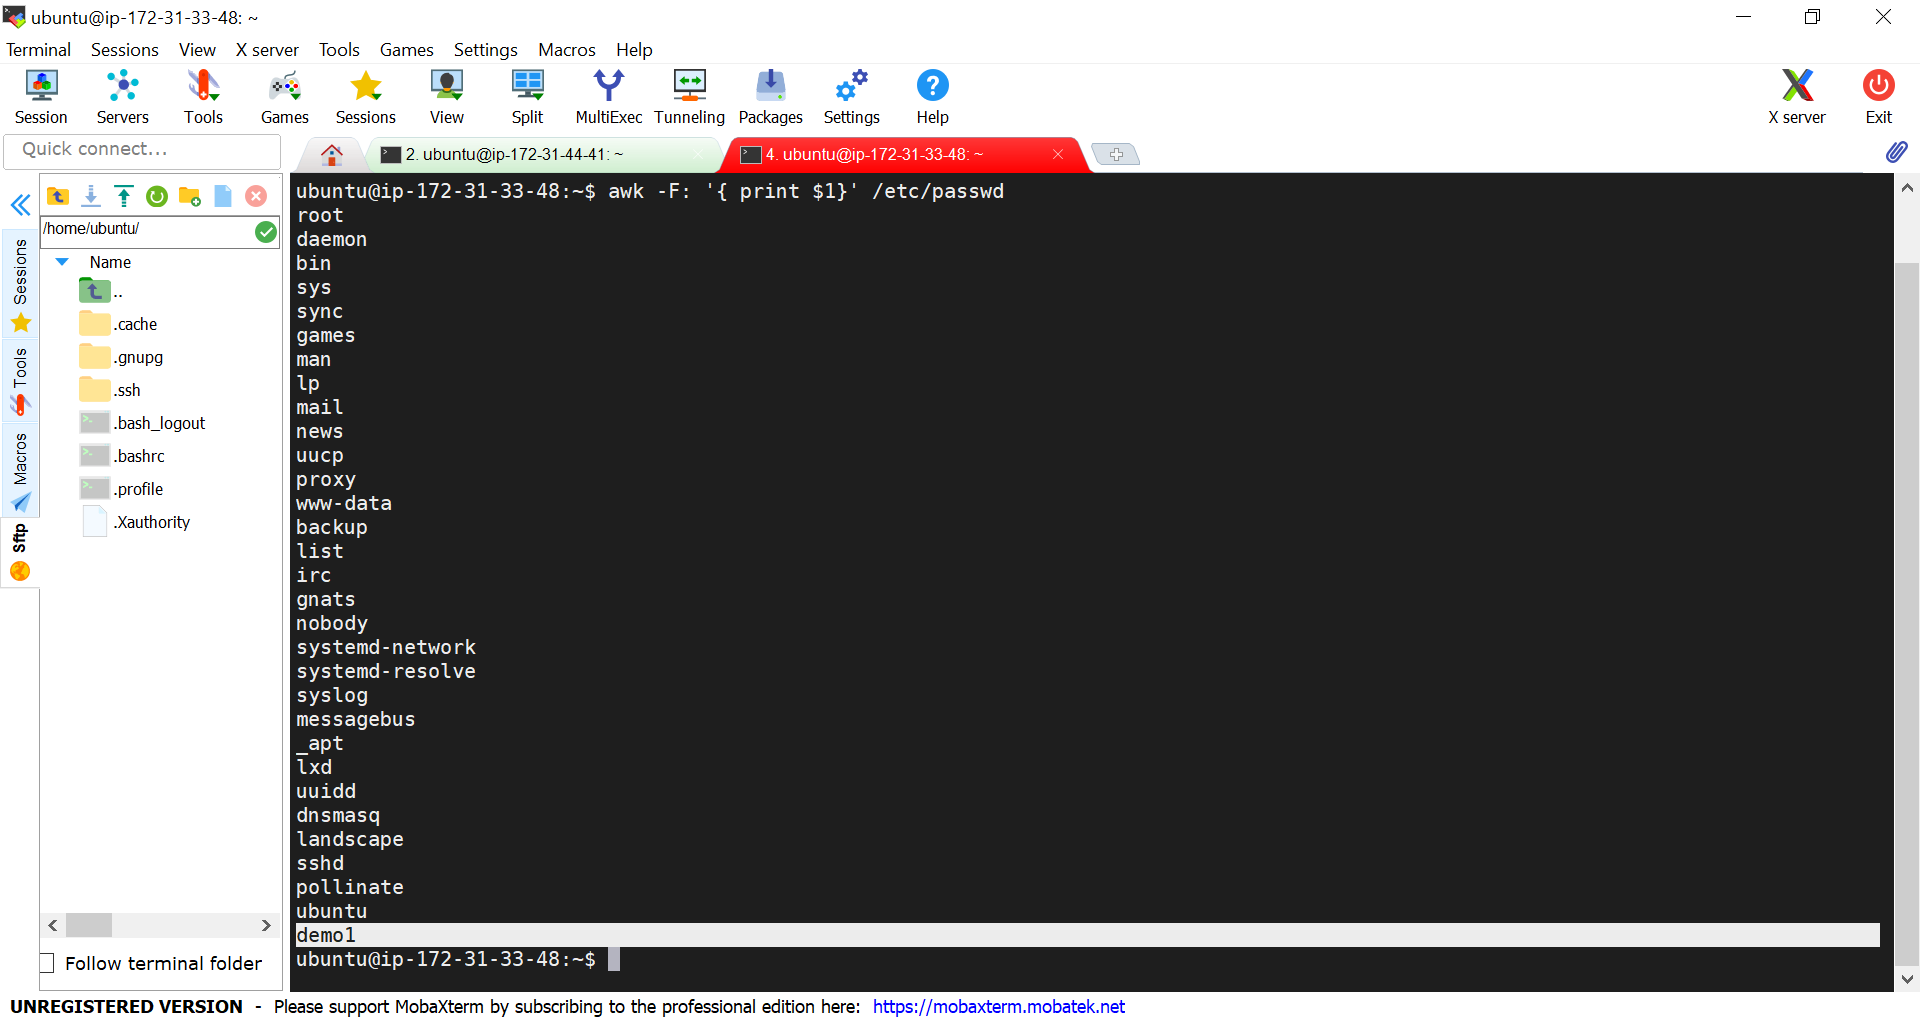 ubuntu@ip-172-31-33-48: ~
Terminal Sessions View X server Tools Games Settings Macros Help
Session Servers Tools Games Sessions View Split MultiExec Tunneling Packages Settings Help X server Exit
Quick connect...
2. ubuntu@ip-172-31-44-41: ~
4. ubuntu@ip-172-31-33-48: ~
Sessions
Tools
Macros
Sftp
/home/ubuntu/
Name
..
.cache
.gnupg
.ssh
.bash_logout
.bashrc
.profile
.Xauthority
Follow terminal folder
ubuntu@ip-172-31-33-48:~$ awk -F: '{ print $1}' /etc/passwd
root
daemon
bin
sys
sync
games
man
lp
mail
news
uucp
proxy
www-data
backup
list
irc
gnats
nobody
systemd-network
systemd-resolve
syslog
messagebus
_apt
lxd
uuidd
dnsmasq
landscape
sshd
pollinate
ubuntu
demo1
ubuntu@ip-172-31-33-48:~$
UNREGISTERED VERSION - Please support MobaXterm by subscribing to the professional edition here: https://mobaxterm.mobatek.net